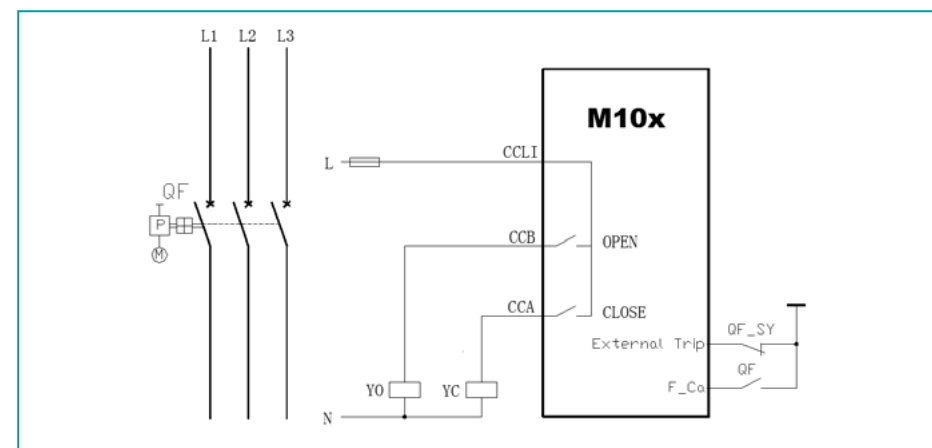 L1 L2 L3
M10x
CCLI
L
QF
P
M
CCB OPEN
CCA CLOSE
External Trip QF_SY
F_Ca QF
YO YC
N